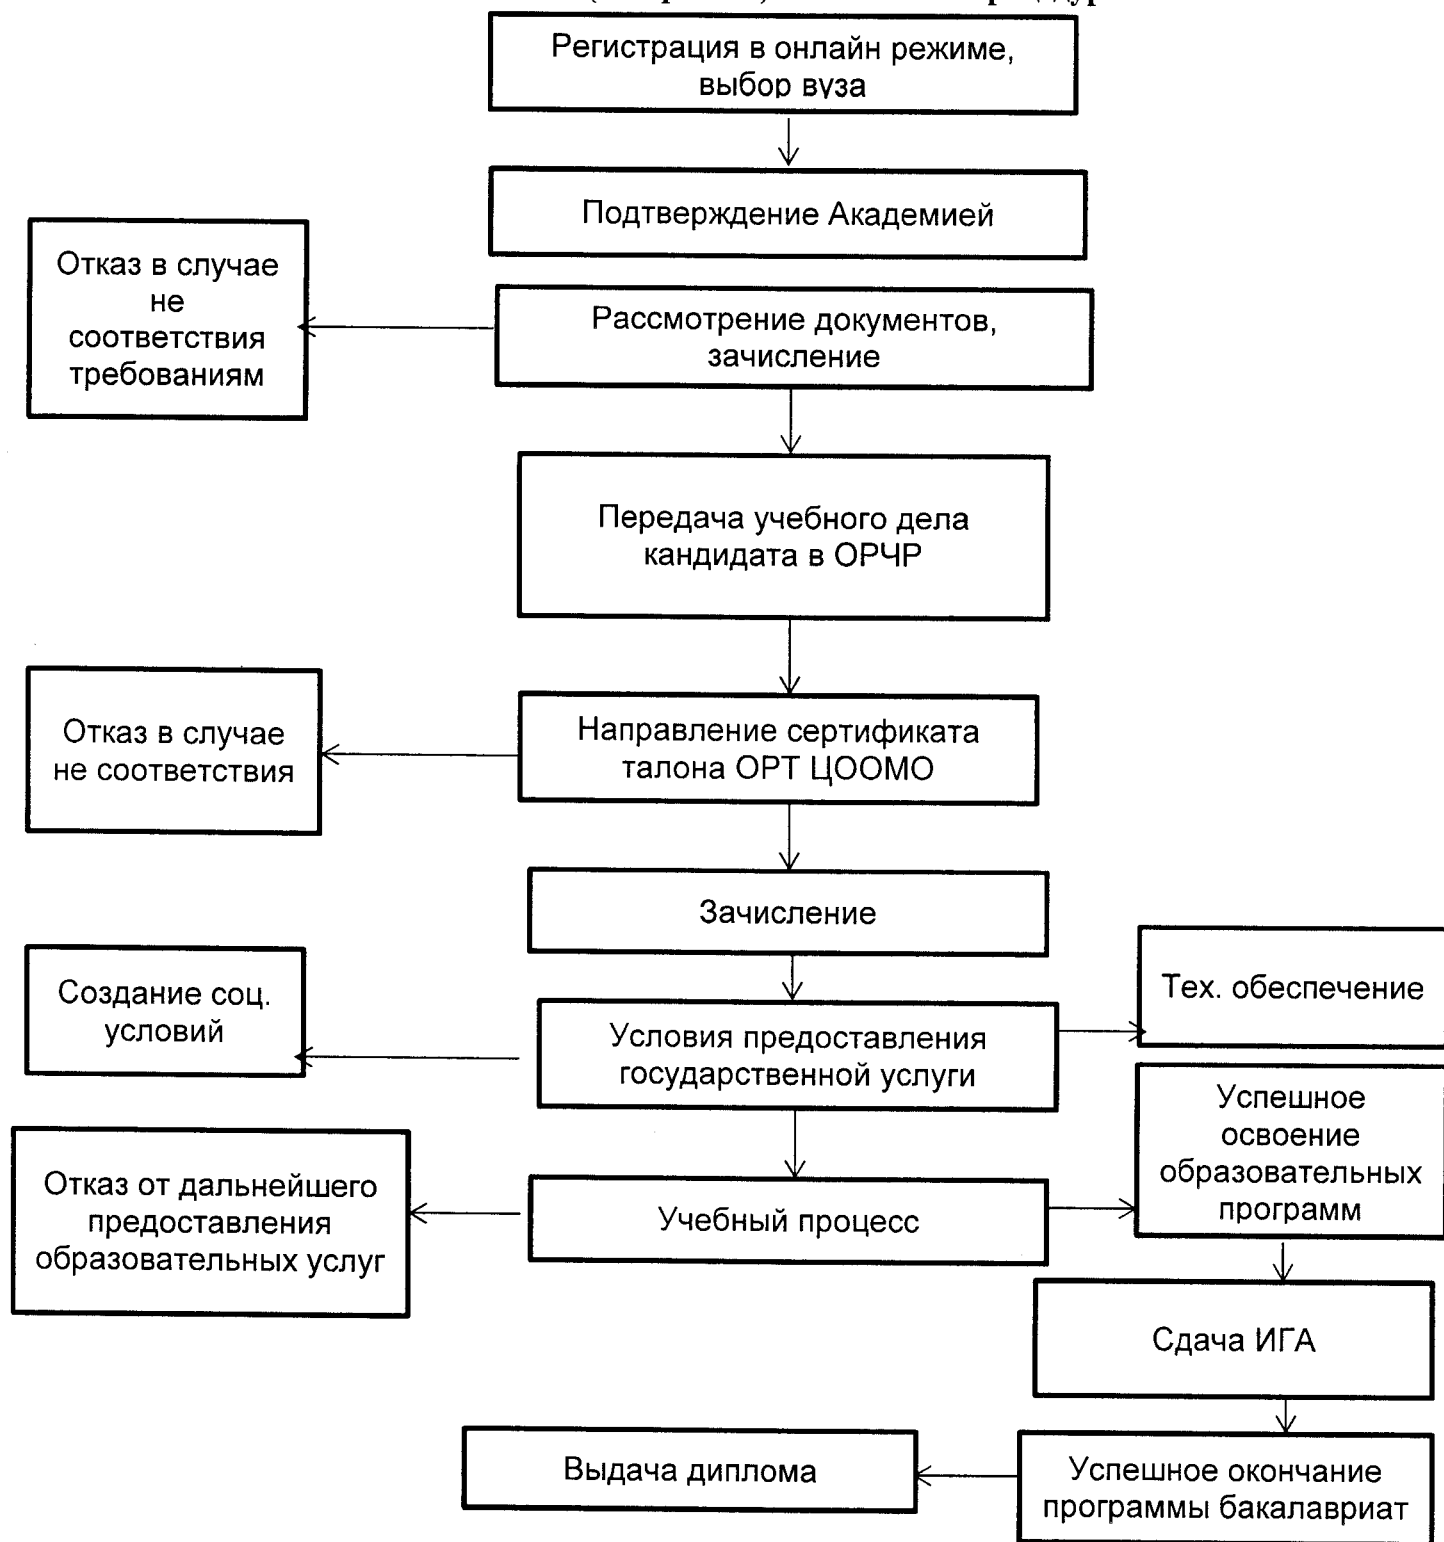 Регистрация в онлайн режиме,
выбор вуза
Подтверждение Академией
Отказ в случае
не
соответствия
требованиям
Рассмотрение документов,
зачисление
Передача учебного дела
кандидата в ОРЧР
Отказ в случае
не соответствия
Направление сертификата
талона ОРТ ЦООМО
Зачисление
Создание соц.
условий
Тех. обеспечение
Условия предоставления
государственной услуги
Успешное
освоение
образовательных
программ
Отказ от дальнейшего
предоставления
образовательных услуг
Учебный процесс
Сдача ИГА
Выдача диплома
Успешное окончание
программы бакалавриат